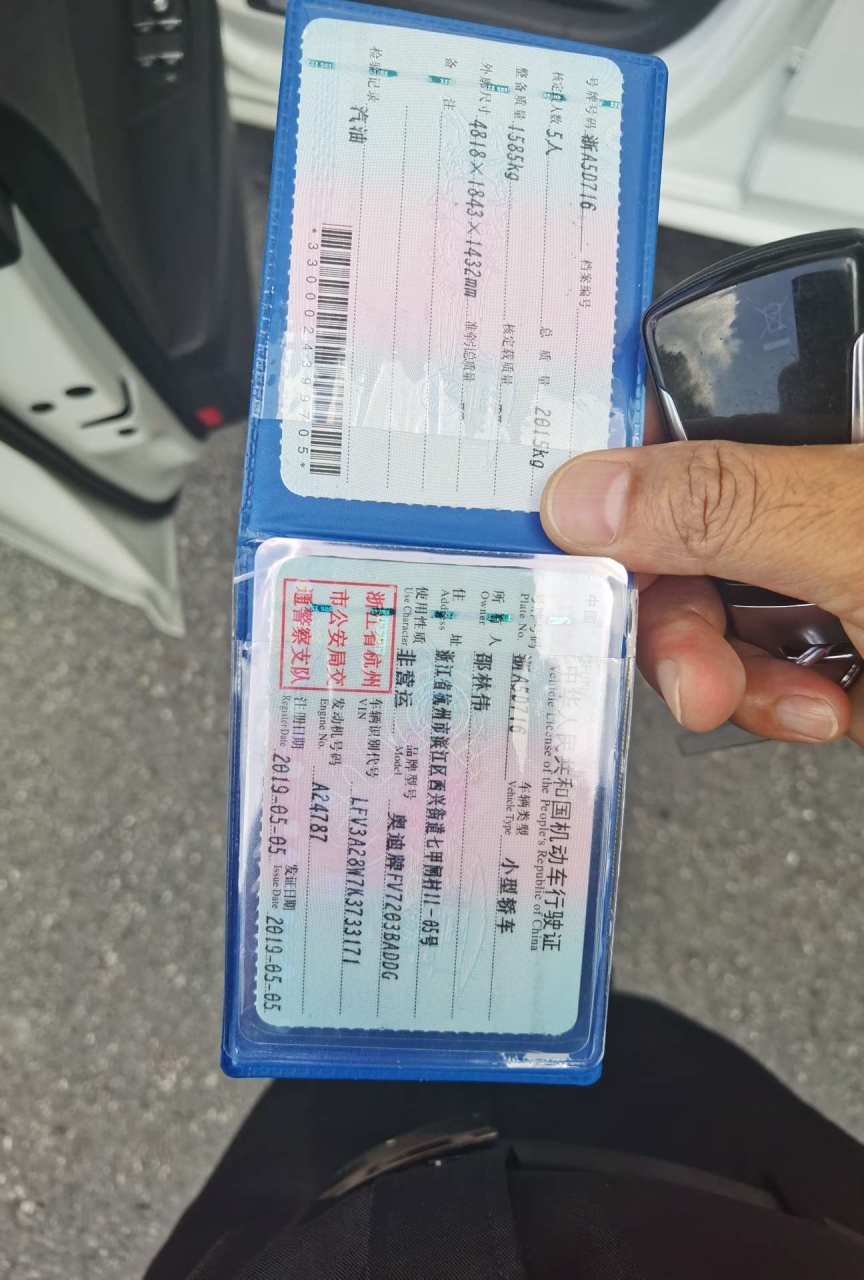 中华人民共和国机动车行驶证
Vehicle License of the People's Republic of China
Plate No. 浙A5D716 车辆类型 Vehicle Type 小型轿车
所 人 Owner 邵林伟
住 址 Address 浙江省杭州市滨江区西兴街道七甲闸村11-05号
使用性质 Use Character 非营运 品牌型号 Model 奥迪牌FV7203BADDG
浙江省杭州
市公安局交
通警察支队
车辆识别代号 VIN LFV3A28W7K3733171
发动机号码 Engine No. A24787
注册日期 Register Date 2019-05-05 发证日期 Issue Date 2019-05-05
号牌号码 浙A5D716 档案编号
核定 人数 5人 总 质 量 2015kg
整备质量 1585kg 核定载质量
外廓尺寸 4818×1843×1432mm 准牵引总质量
备 注
检验记录 汽油
*3300024399705*